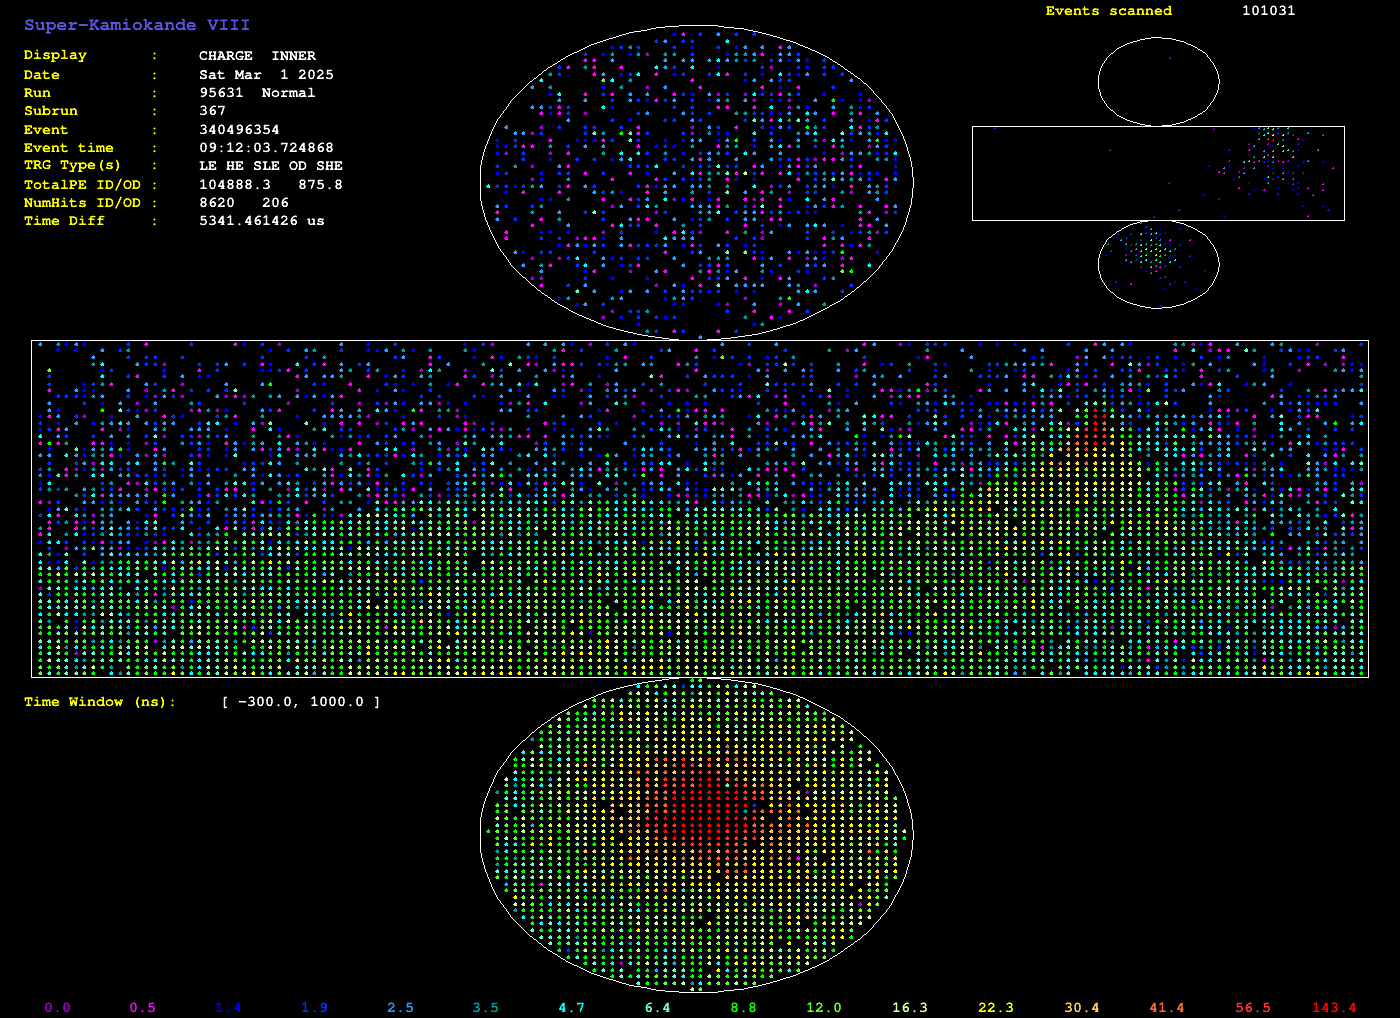 Super-Kamiokande VIII
Events scanned 101031
Display : CHARGE INNER
Date : Sat Mar 1 2025
Run : 95631 Normal
Subrun : 367
Event : 340496354
Event time : 09:12:03.724868
TRG Type(s) : LE HE SLE OD SHE
TotalPE ID/OD : 104888.3 875.8
NumHits ID/OD : 8620 206
Time Diff : 5341.461426 us
Time Window (ns): [ -300.0, 1000.0 ]
0.0 0.5 1.4 1.9 2.5 3.5 4.7 6.4 8.8 12.0 16.3 22.3 30.4 41.4 56.5 143.4